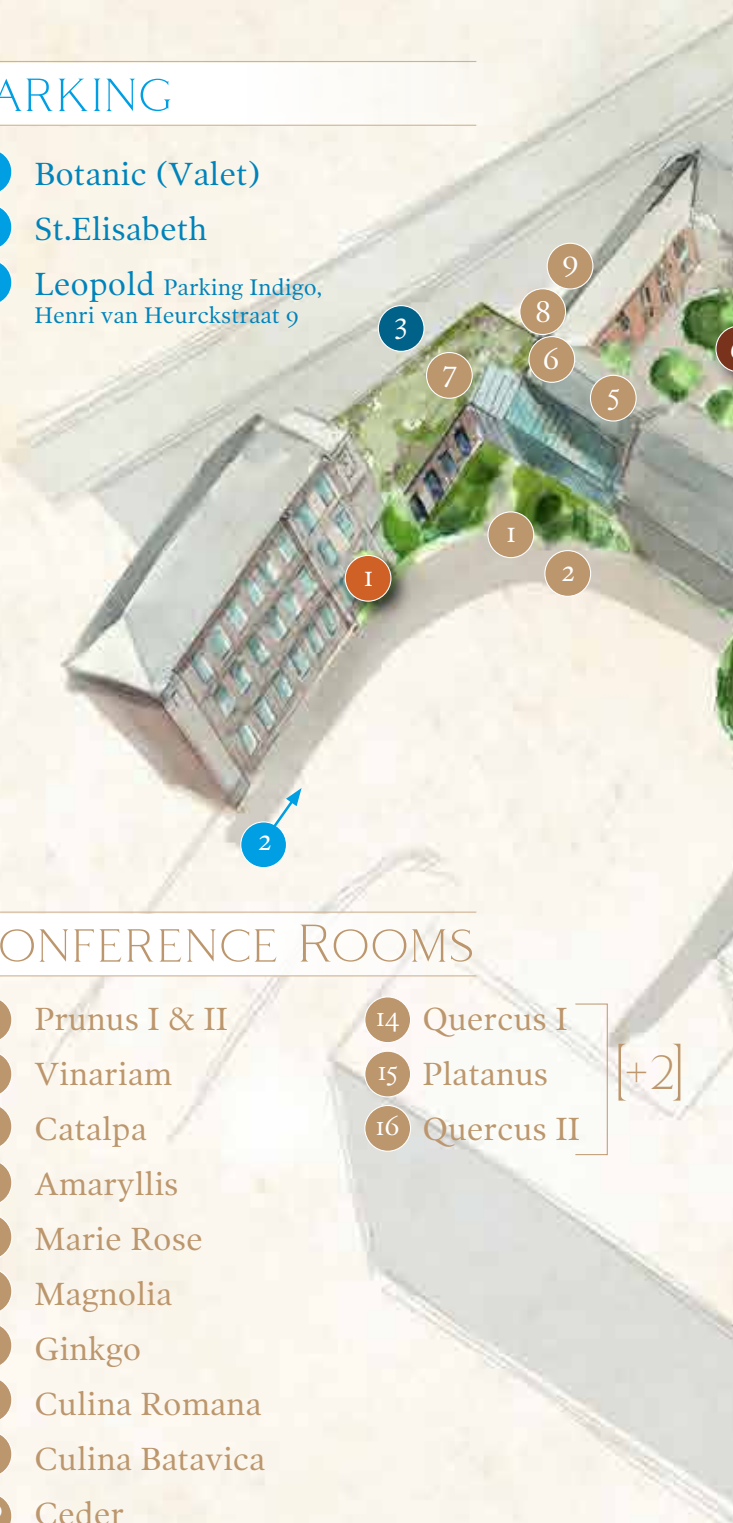 ARKING
Botanic (Valet)
St.Elisabeth
Leopold Parking Indigo,
Henri van Heurckstraat 9
9
8
3
6
7
5
1
2
1
2
ONFERENCE ROOMS
Prunus I & II
Vinariam
Catalpa
Amaryllis
Marie Rose
Magnolia
Ginkgo
Culina Romana
Culina Batavica
Ceder
14 Quercus I
15 Platanus
16 Quercus II
[+2]